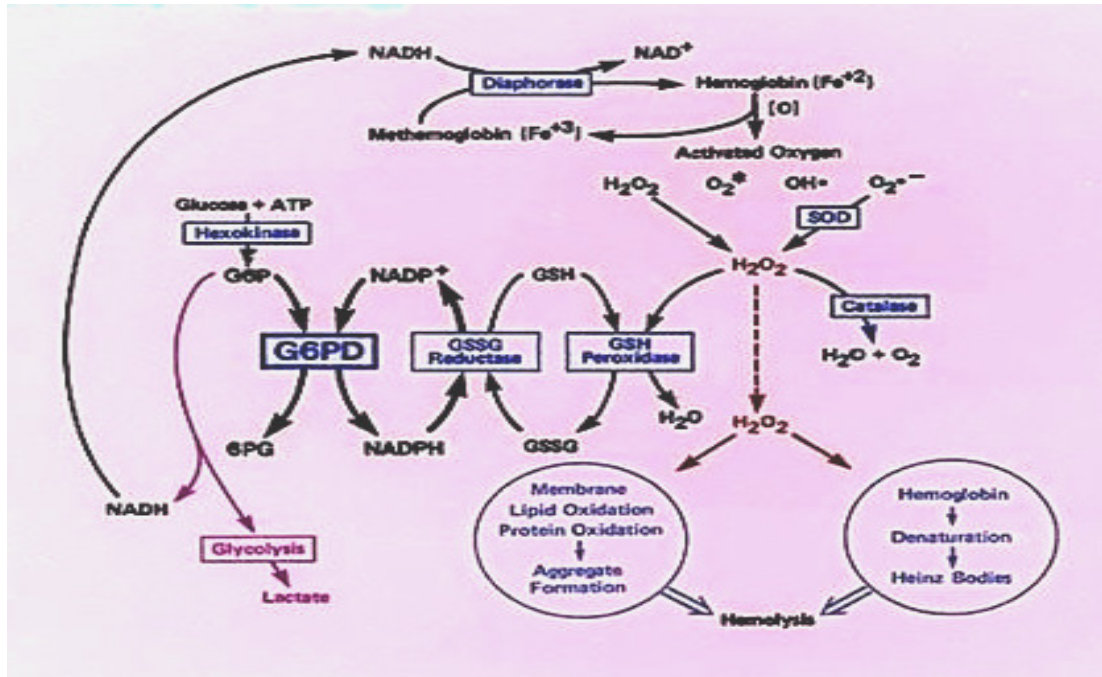 NADH
NAD+
Diaphorase
Hemoglobin (Fe+2)
[O]
Methemoglobin (Fe+3)
Activated Oxygen
H2O2
O2*
OH•
O2•−
SOD
Glucose + ATP
Hexokinase
G6P
NADP+
GSH
H2O2
Catalase
H2O + O2
G6PD
GSSG
Reductase
GSH
Peroxidase
H2O
H2O2
6PG
NADPH
GSSG
NADH
Membrane
Lipid Oxidation
Protein Oxidation
Aggregate
Formation
Hemoglobin
Denaturation
Heinz Bodies
Glycolysis
Lactate
Hemolysis